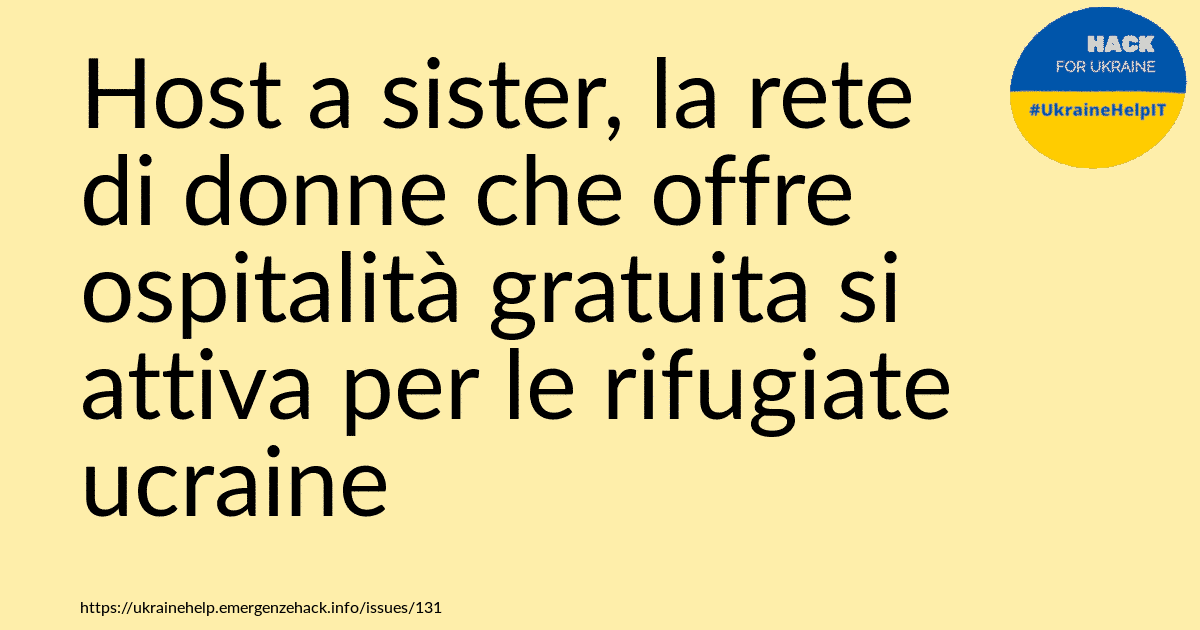 Host a sister, la rete
di donne che offre
ospitalità gratuita si
attiva per le rifugiate
ucraine
HACK
FOR UKRAINE
#UkraineHelpIT
https://ukrainehelp.emergenzehack.info/issues/131